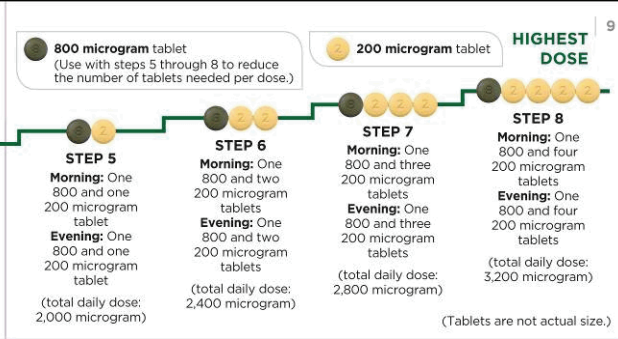 9
800 microgram tablet
(Use with steps 5 through 8 to reduce
the number of tablets needed per dose.)
200 microgram tablet
HIGHEST
DOSE
8
2
8
2
2
8
2
2
2
8
2
2
2
2
8
2
STEP 5
Morning: One
800 and one
200 microgram
tablet
Evening: One
800 and one
200 microgram
tablet
(total daily dose:
2,000 microgram)
STEP 6
Morning: One
800 and two
200 microgram
tablets
Evening: One
800 and two
200 microgram
tablets
(total daily dose:
2,400 microgram)
STEP 7
Morning: One
800 and three
200 microgram
tablets
Evening: One
800 and three
200 microgram
tablets
(total daily dose:
2,800 microgram)
STEP 8
Morning: One
800 and four
200 microgram
tablets
Evening: One
800 and four
200 microgram
tablets
(total daily dose:
3,200 microgram)
(Tablets are not actual size.)